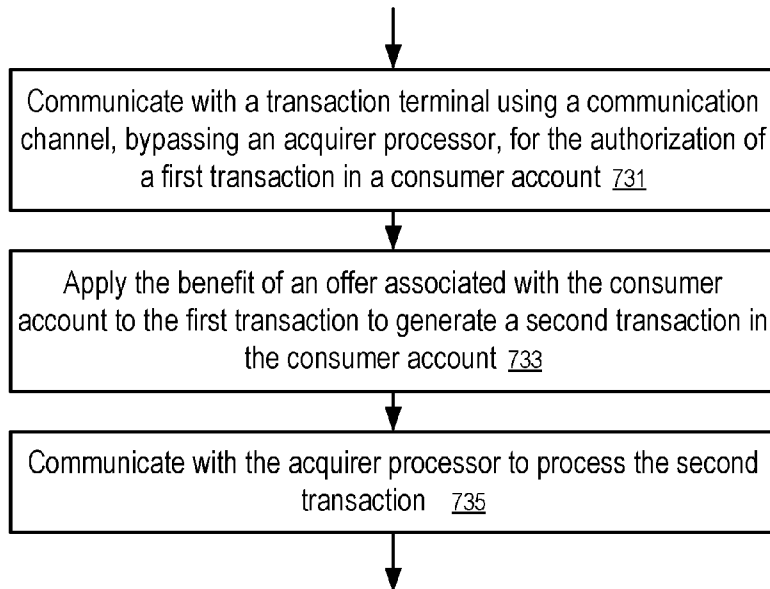 Communicate with a transaction terminal using a communication
channel, bypassing an acquirer processor, for the authorization of
a first transaction in a consumer account 731
Apply the benefit of an offer associated with the consumer
account to the first transaction to generate a second transaction in
the consumer account 733
Communicate with the acquirer processor to process the second
transaction 735